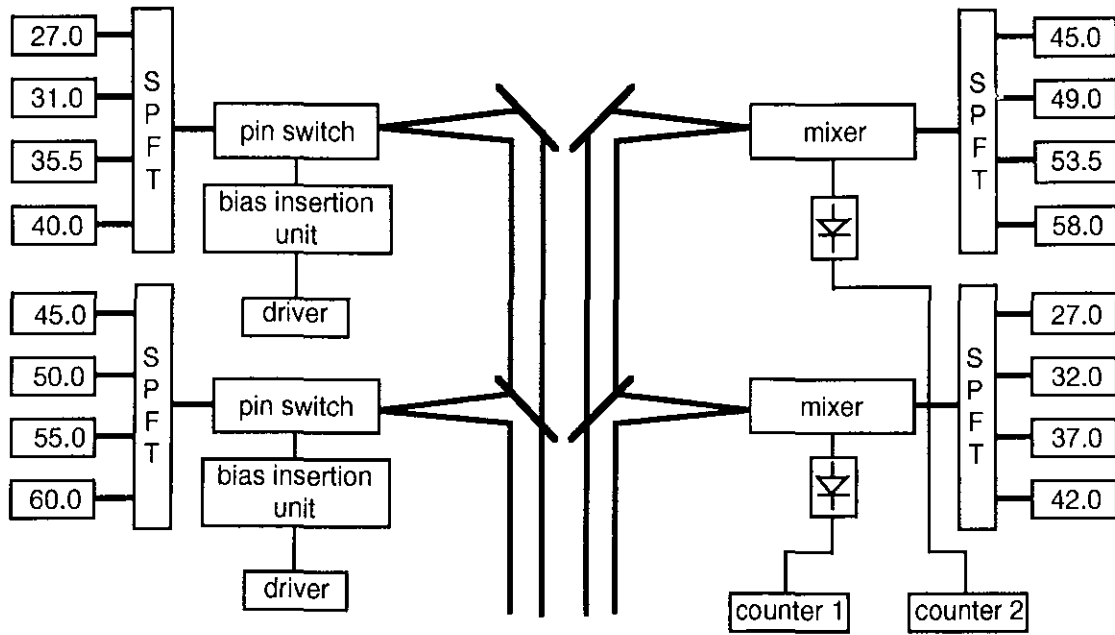 27.0
31.0
35.5
40.0
S
P
F
T
pin switch
bias insertion
unit
driver
mixer
S
P
F
T
45.0
49.0
53.5
58.0
45.0
50.0
55.0
60.0
S
P
F
T
pin switch
bias insertion
unit
driver
mixer
S
P
F
T
27.0
32.0
37.0
42.0
counter 1
counter 2